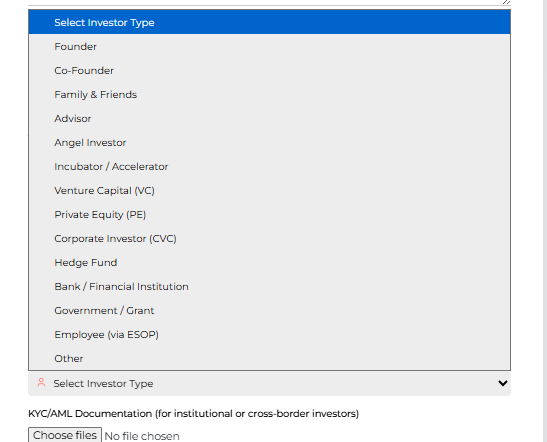 Select Investor Type
Founder
Co-Founder
Family & Friends
Advisor
Angel Investor
Incubator / Accelerator
Venture Capital (VC)
Private Equity (PE)
Corporate Investor (CVC)
Hedge Fund
Bank / Financial Institution
Government / Grant
Employee (via ESOP)
Other
Select Investor Type
KYC/AML Documentation (for institutional or cross-border investors)
Choose files No file chosen